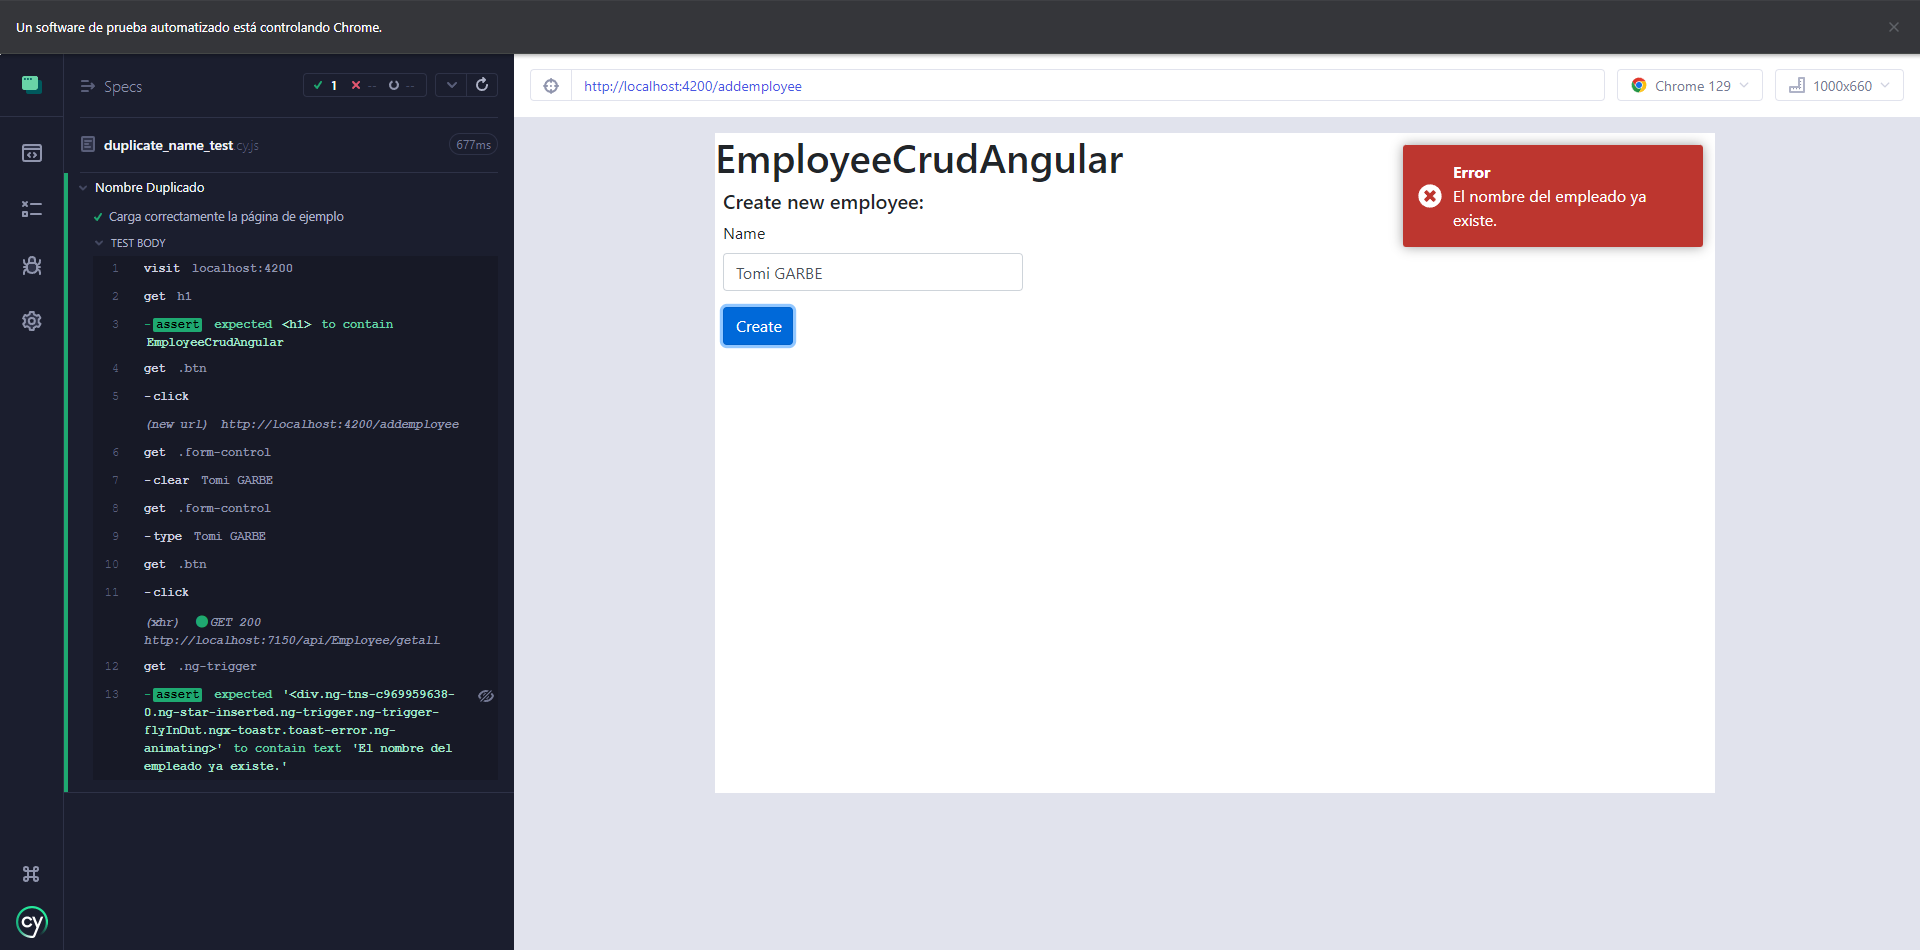 Un software de prueba automatizado está controlando Chrome.
Specs
1 -- --
duplicate_name_test.cy.js
677ms
Nombre Duplicado
Carga correctamente la página de ejemplo
TEST BODY
1 visit localhost:4200
2 get h1
3 -assert expected <h1> to contain
EmployeeCrudAngular
4 get .btn
5 -click
(new url) http://localhost:4200/addemployee
6 get .form-control
7 -clear Tomi GARBE
8 get .form-control
9 -type Tomi GARBE
10 get .btn
11 -click
(xhr) GET 200
http://localhost:7150/api/Employee/getall
12 get .ng-trigger
13 -assert expected '<div.ng-tns-c969959638-
0.ng-star-inserted.ng-trigger.ng-trigger-
flyInOut.ngx-toastr.toast-error.ng-
animating>' to contain text 'El nombre del
empleado ya existe.'
cy
http://localhost:4200/addemployee
Chrome 129
1000x660
EmployeeCrudAngular
Create new employee:
Name
Tomi GARBE
Create
Error
El nombre del empleado ya
existe.